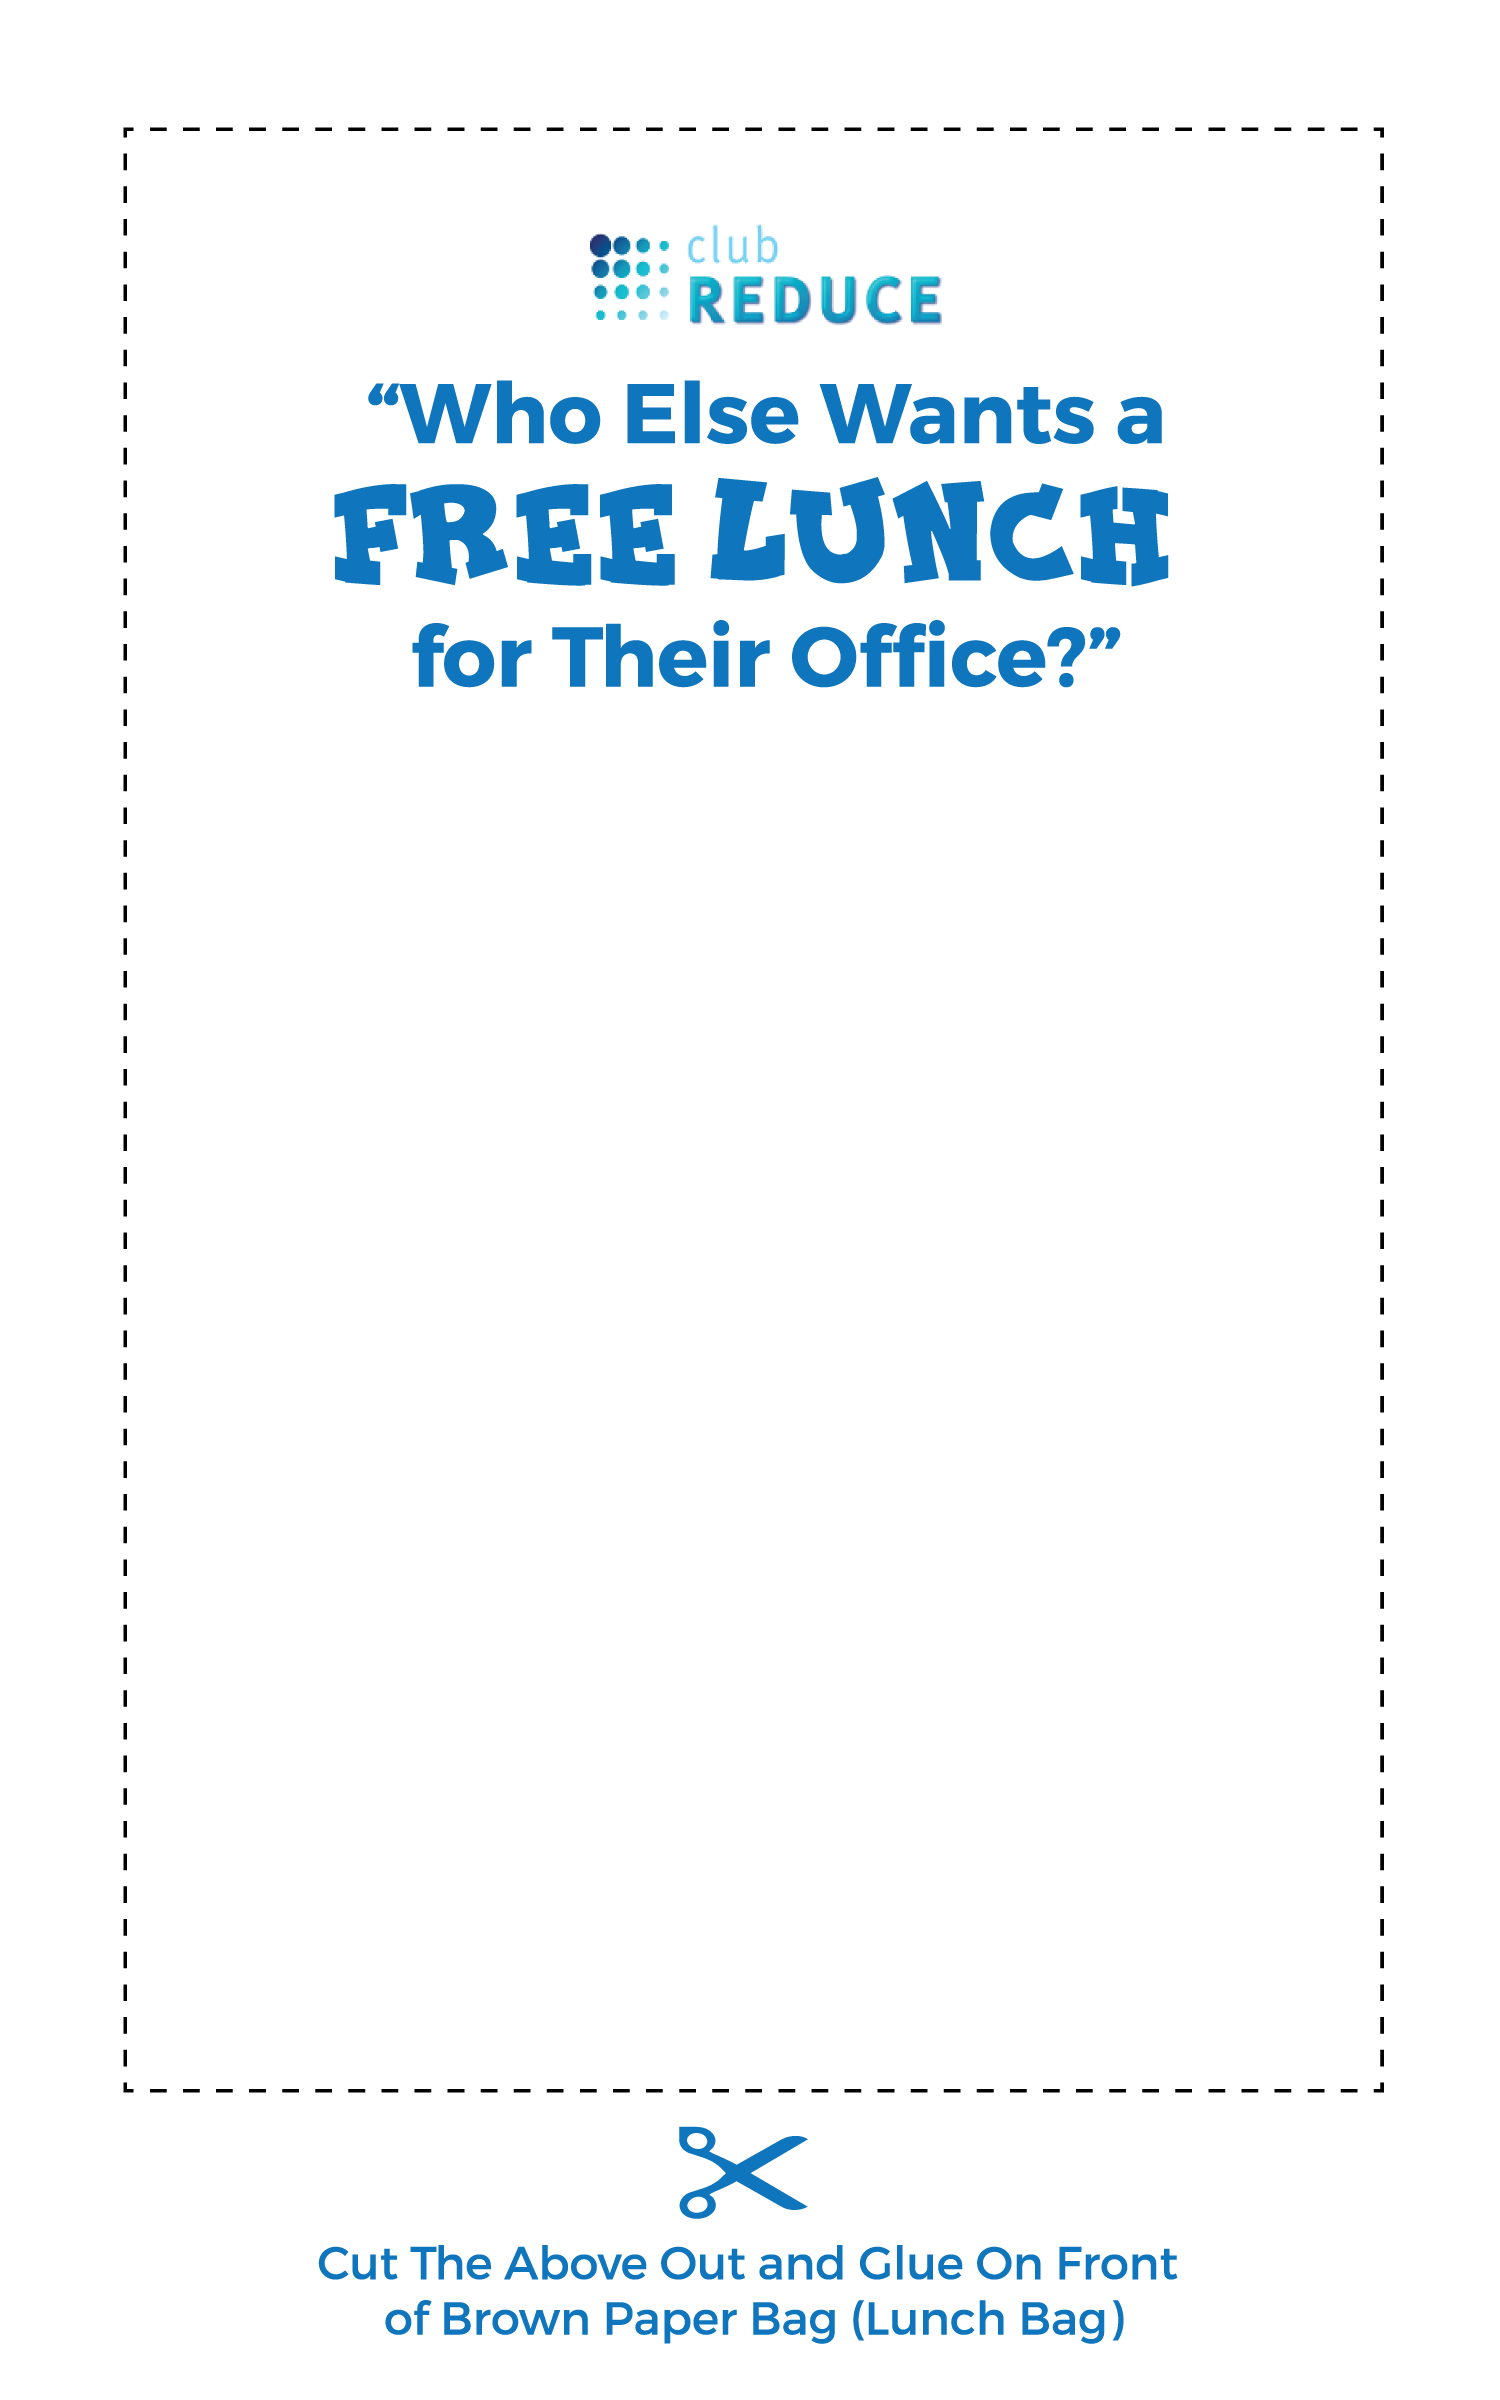 club
REDUCE
“Who Else Wants a
FREE LUNCH
for Their Office?”
Cut The Above Out and Glue On Front
of Brown Paper Bag (Lunch Bag)